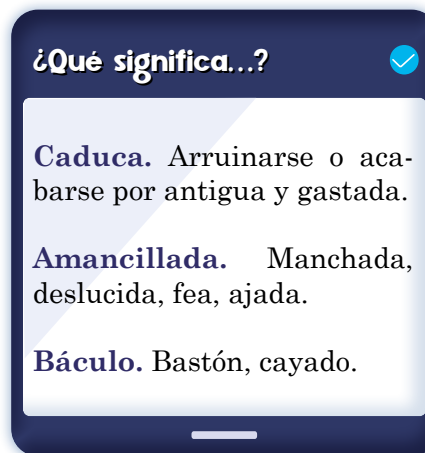 ¿Qué significa...?
Caduca. Arruinarse o aca-
barse por antigua y gastada.
Amancillada. Manchada,
deslucida, fea, ajada.
Báculo. Bastón, cayado.